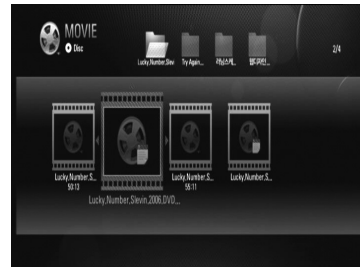 MOVIE
Disc
2/4
Lucky,Number,Slevi
Try Again...
Lucky,Number,S...
50:13
Lucky,Number,S...
55:11
Lucky,Number,S...
Lucky,Number,Slevin,2006,DVD,...